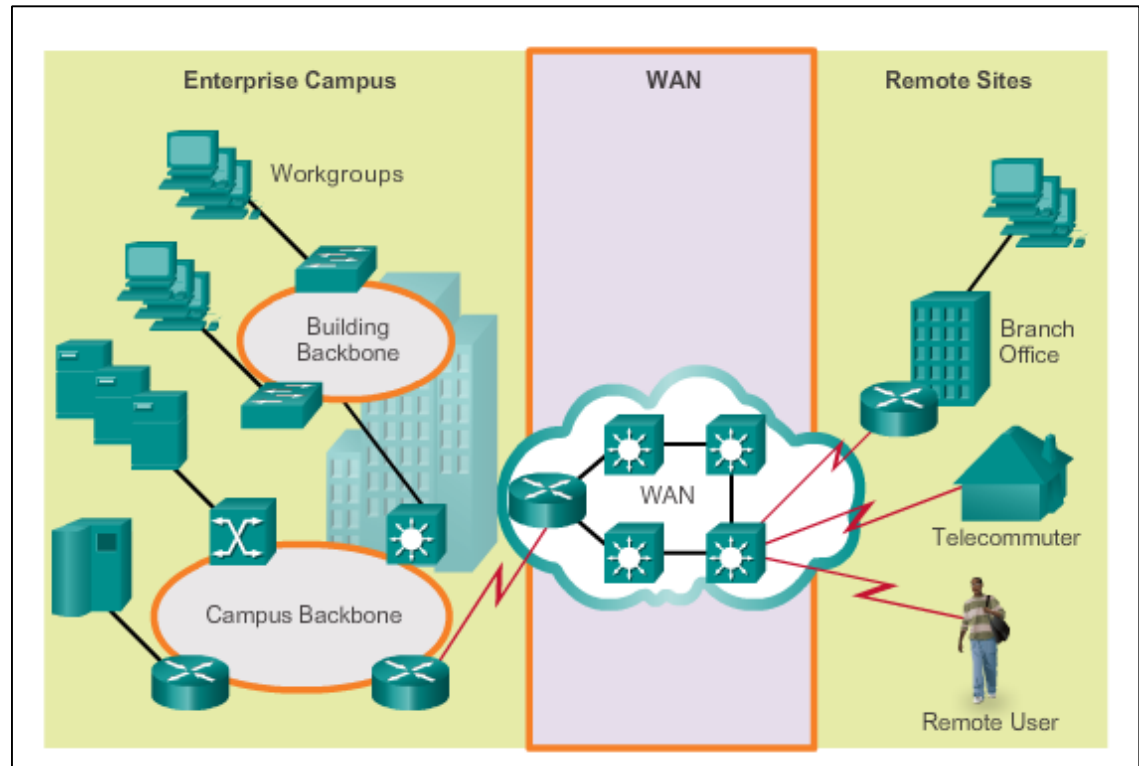 Enterprise Campus
WAN
Remote Sites
Workgroups
Building
Backbone
Branch
Office
WAN
Telecommuter
Campus Backbone
Remote User